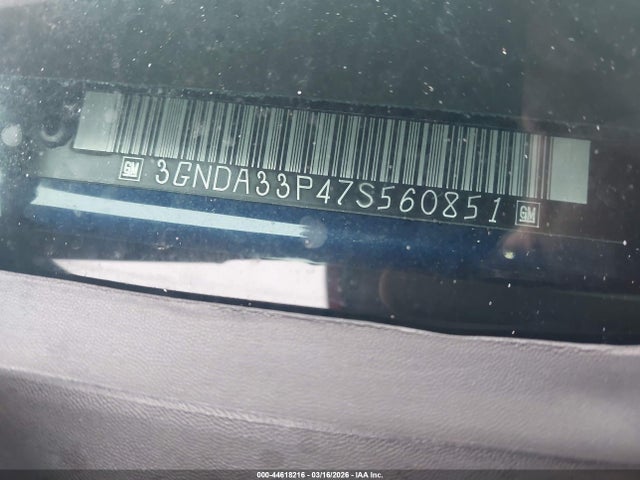 GM 3GNDA33P47S560851 GM
000-44618216 - 03/16/2026 - IAA Inc.